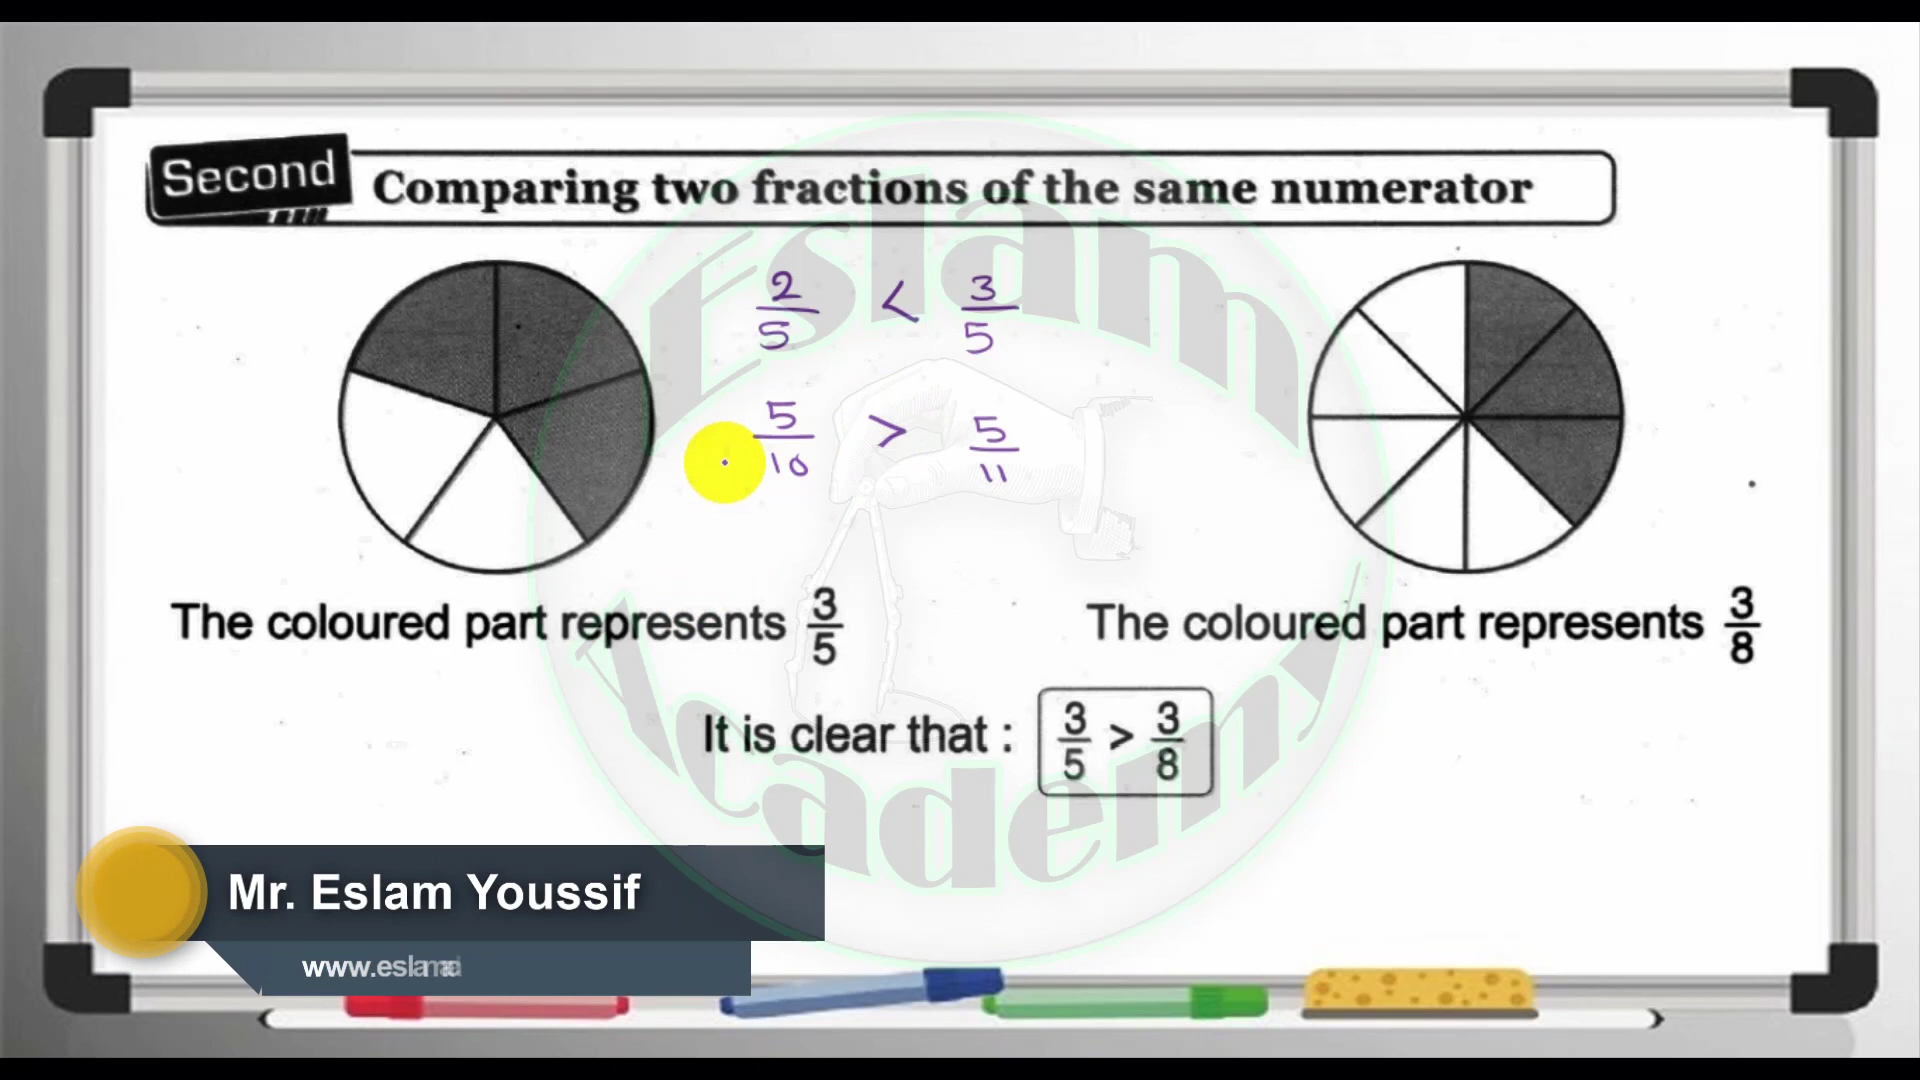 Second
Comparing two fractions of the same numerator
2/5 < 3/5
5/10 > 5/11
The coloured part represents 3/5
The coloured part represents 3/8
It is clear that : 3/5 > 3/8
Eslam
Academy
Mr. Eslam Youssif